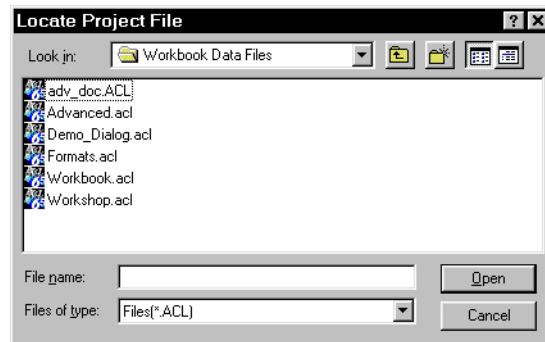 Locate Project File
Look in: Workbook Data Files
adv_doc.ACL
Advanced.acl
Demo_Dialog.acl
Formats.acl
Workbook.acl
Workshop.acl
File name: Open
Files of type: Files(*.ACL) Cancel